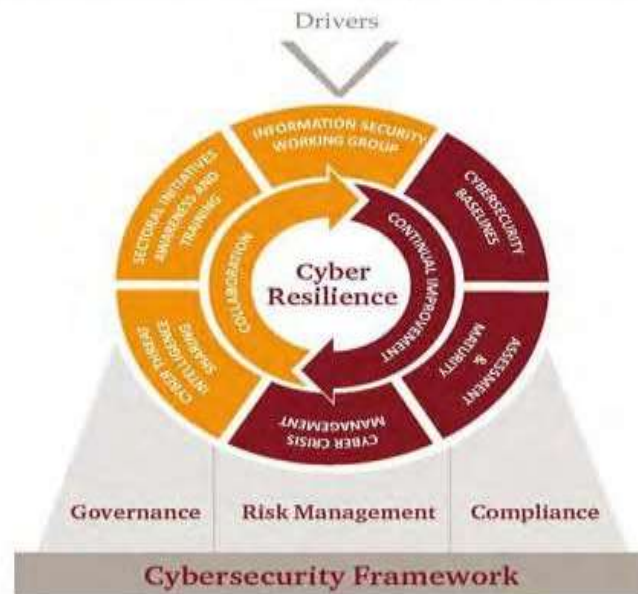 Drivers
INFORMATION SECURITY
WORKING GROUP
CYBERSECURITY
BASELINES
ASSESSMENT
&
MATURITY
CYBER CRISIS
MANAGEMENT
CYBER THREAT
INTELLIGENCE
SHARING
SECTORAL INITIATIVES
AWARENESS AND
TRAINING
COLLABORATION
CONTINUAL IMPROVEMENT
Cyber
Resilience
Governance
Risk Management
Compliance
Cybersecurity Framework